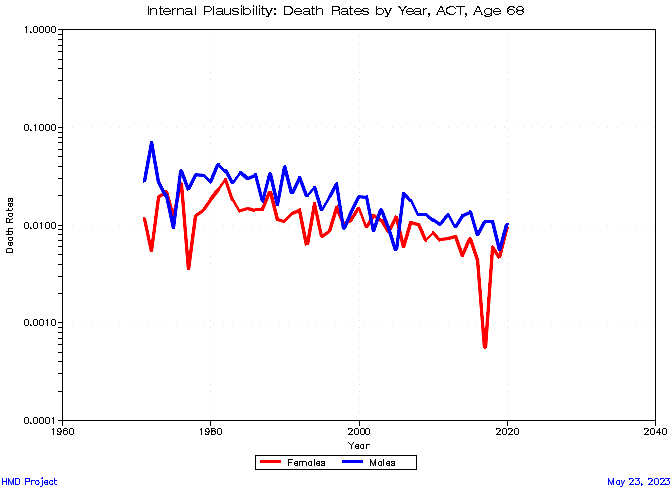 Internal Plausibility: Death Rates by Year, ACT, Age 68
1.0000
0.1000
0.0100
0.0010
0.0001
Death Rates
1960 1980 2000 2020 2040
Year
Females Males
HMD Project
May 23, 2023